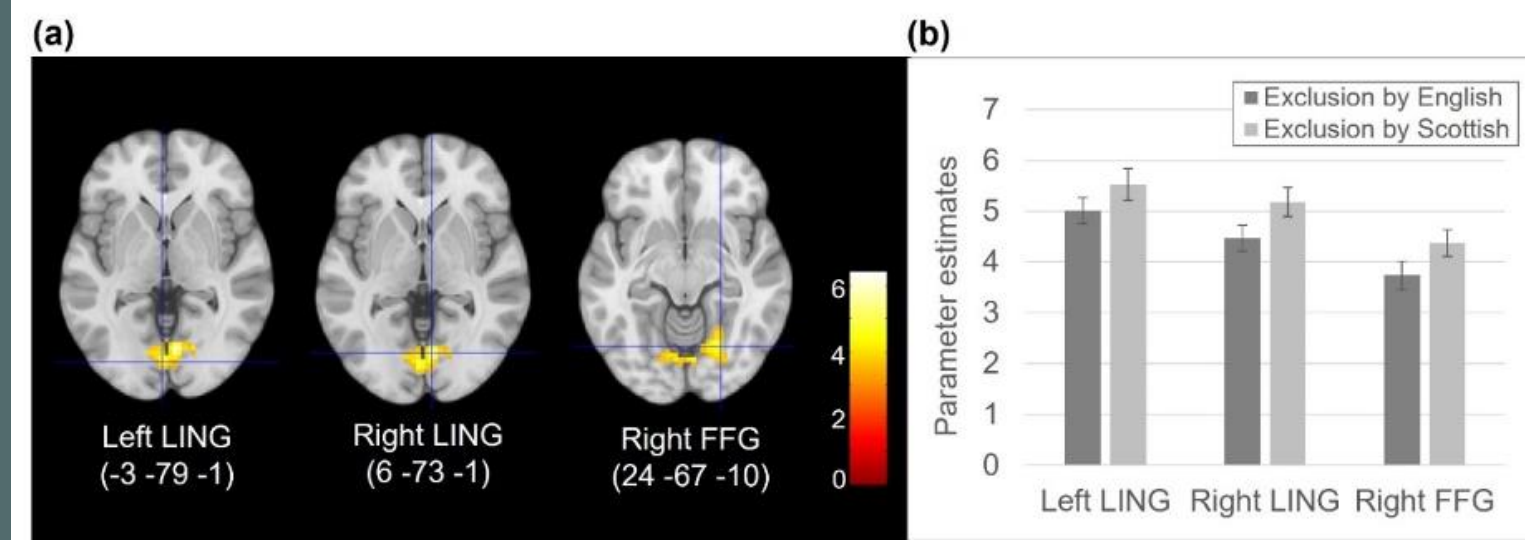 (a)
Left LING
(-3 -79 -1)
Right LING
(6 -73 -1)
Right FFG
(24 -67 -10)
6
4
2
0
(b)
Exclusion by English
Exclusion by Scottish
Parameter estimates
7
6
5
4
3
2
1
0
Left LING
Right LING
Right FFG